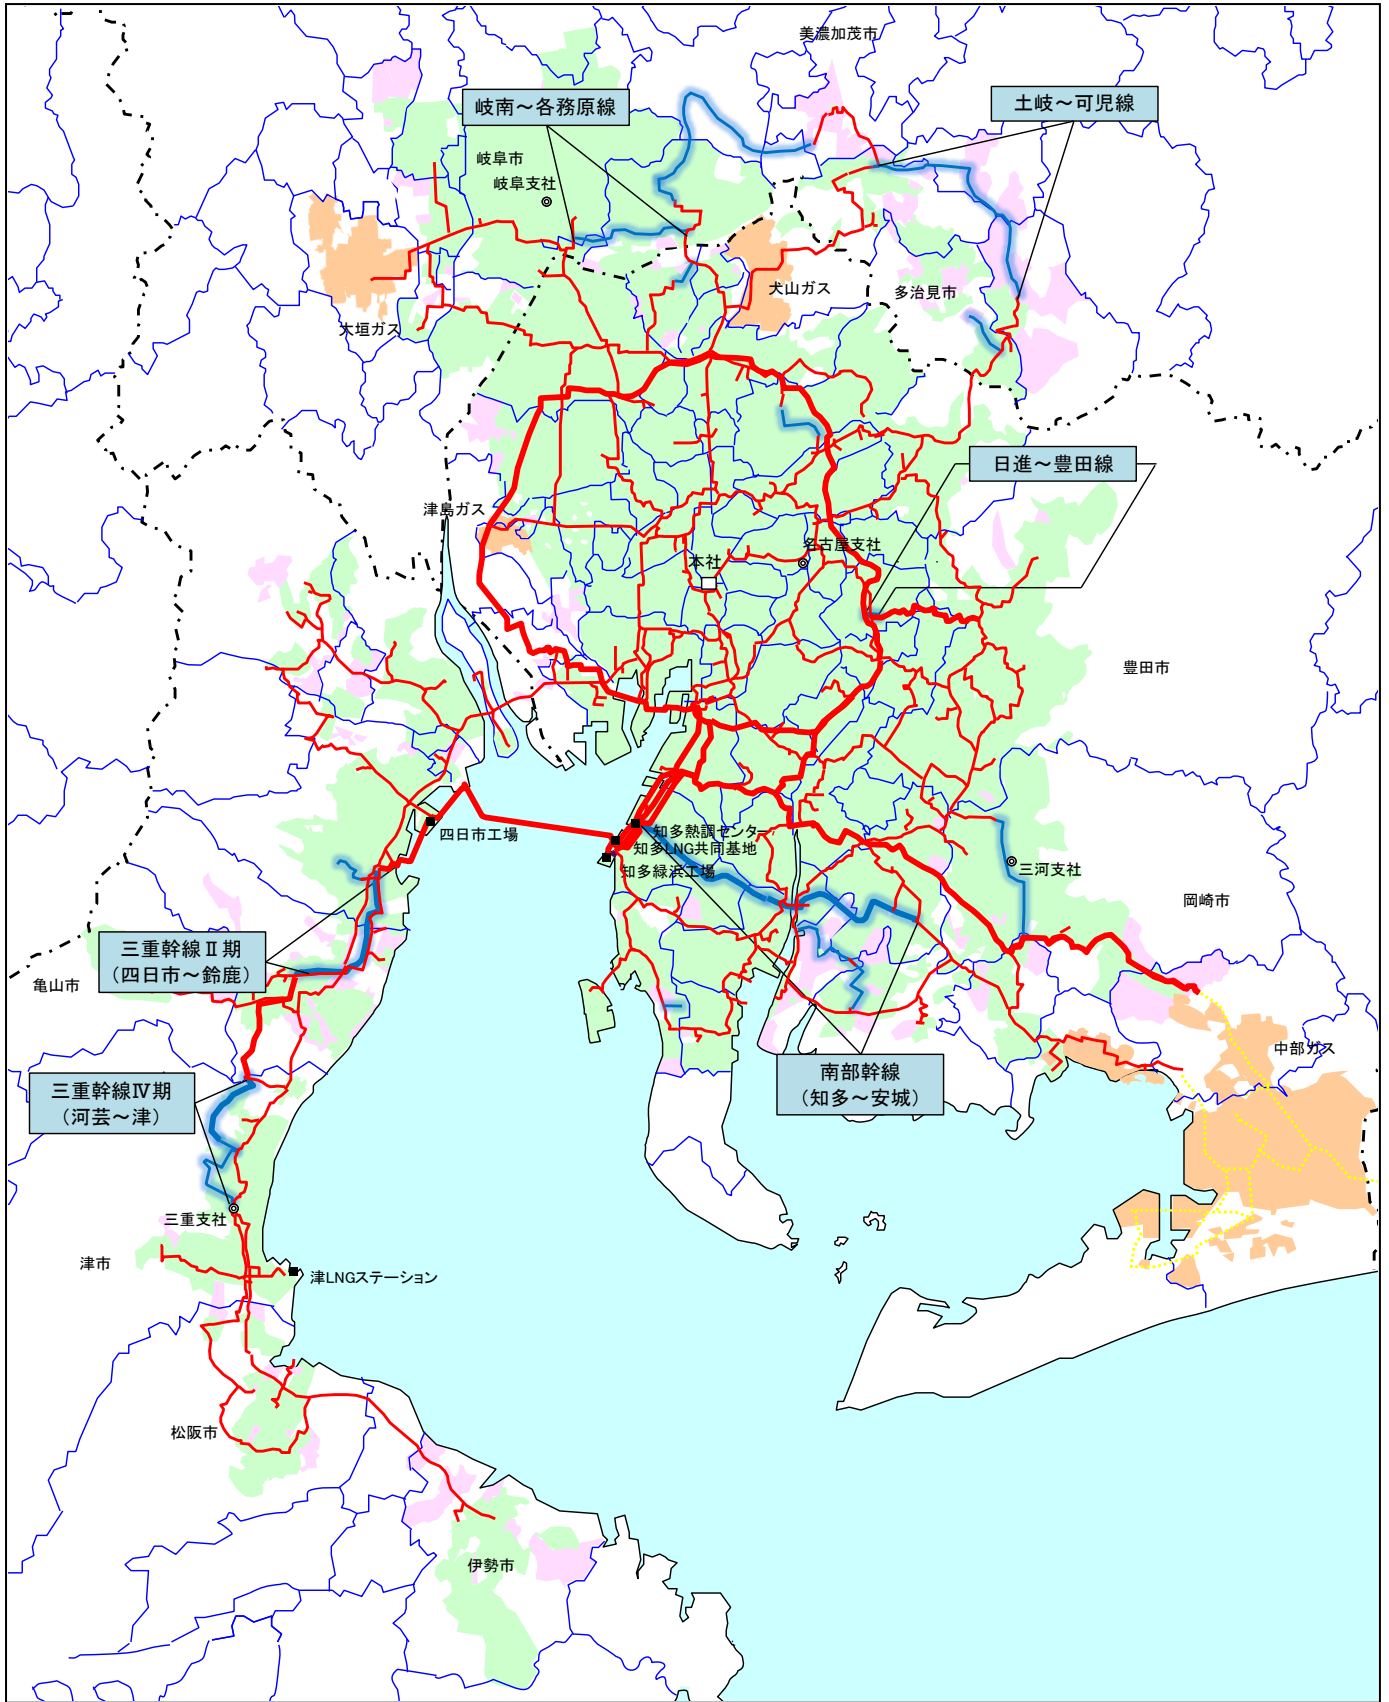 美濃加茂市
岐南～各務原線
土岐～可児線
岐阜市
岐阜支社
犬山ガス
多治見市
大垣ガス
日進～豊田線
津島ガス
名古屋支社
本社
豊田市
四日市工場
知多熱調センター
知多LNG共同基地
知多緑浜工場
三河支社
岡崎市
三重幹線Ⅱ期
（四日市～鈴鹿）
亀山市
中部ガス
南部幹線
（知多～安城）
三重幹線Ⅳ期
（河芸～津）
三重支社
津市
津LNGステーション
松阪市
伊勢市